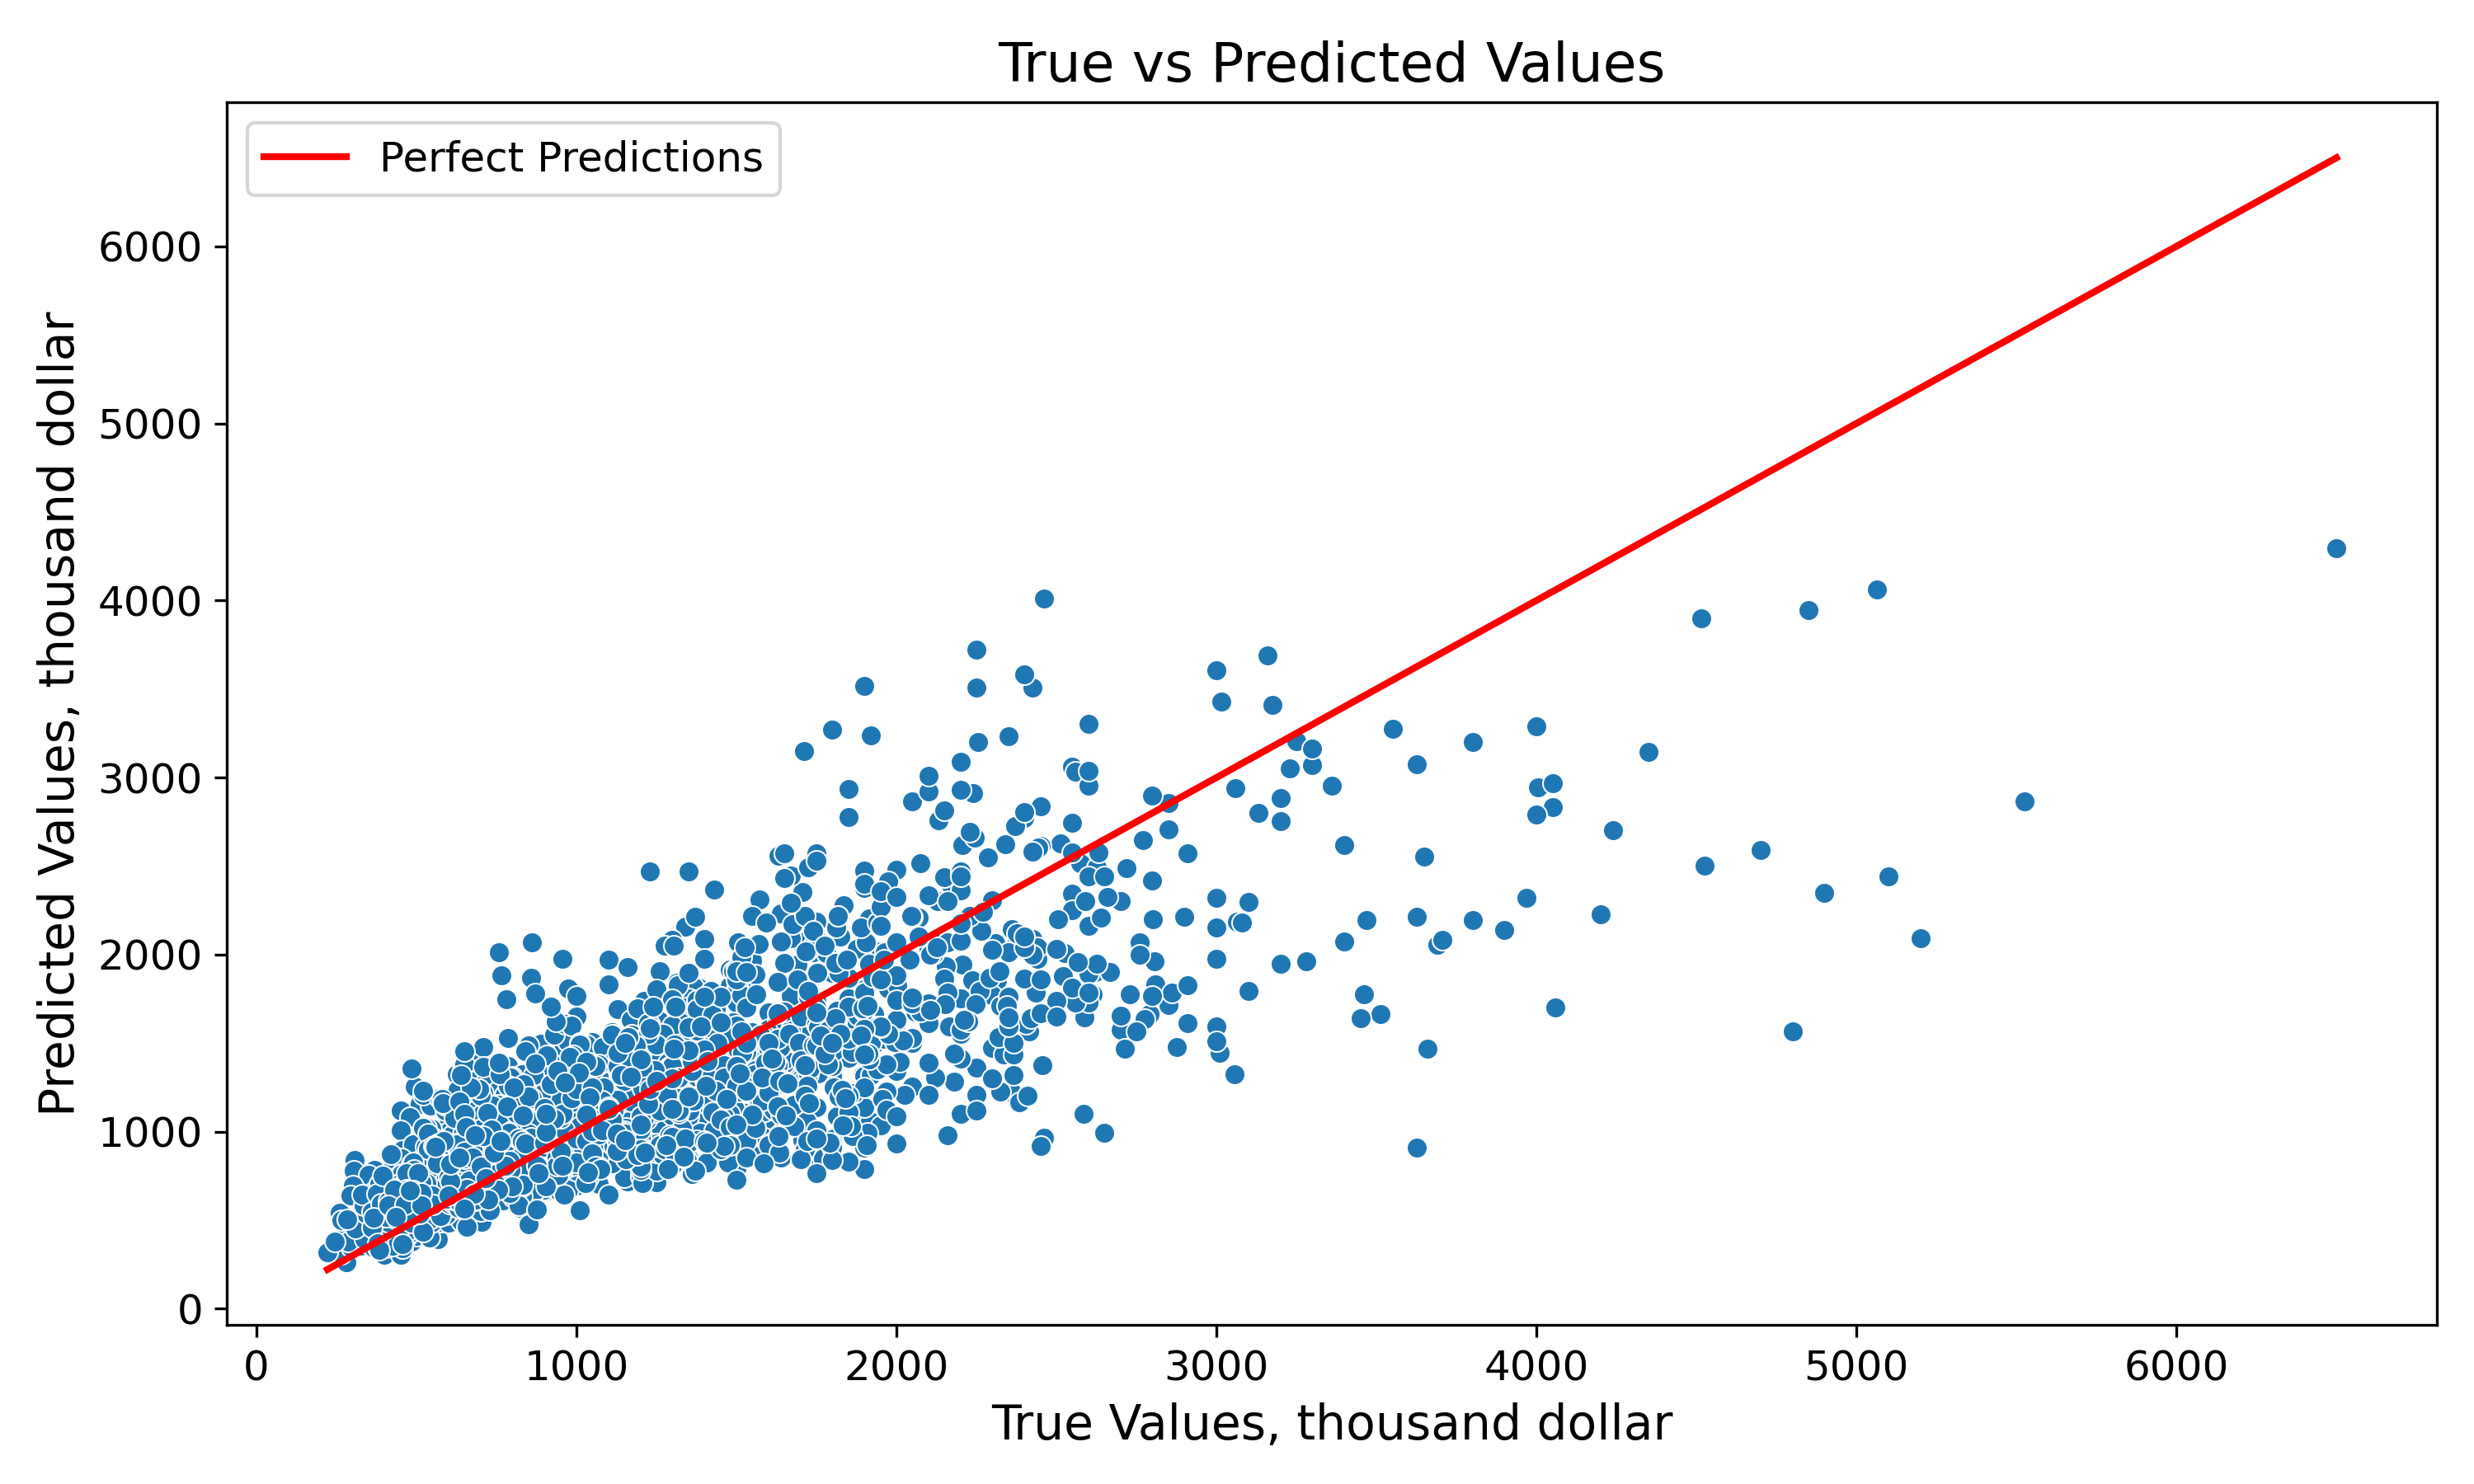 True vs Predicted Values
Perfect Predictions
6000
5000
4000
3000
2000
1000
0
Predicted Values, thousand dollar
0 1000 2000 3000 4000 5000 6000
True Values, thousand dollar